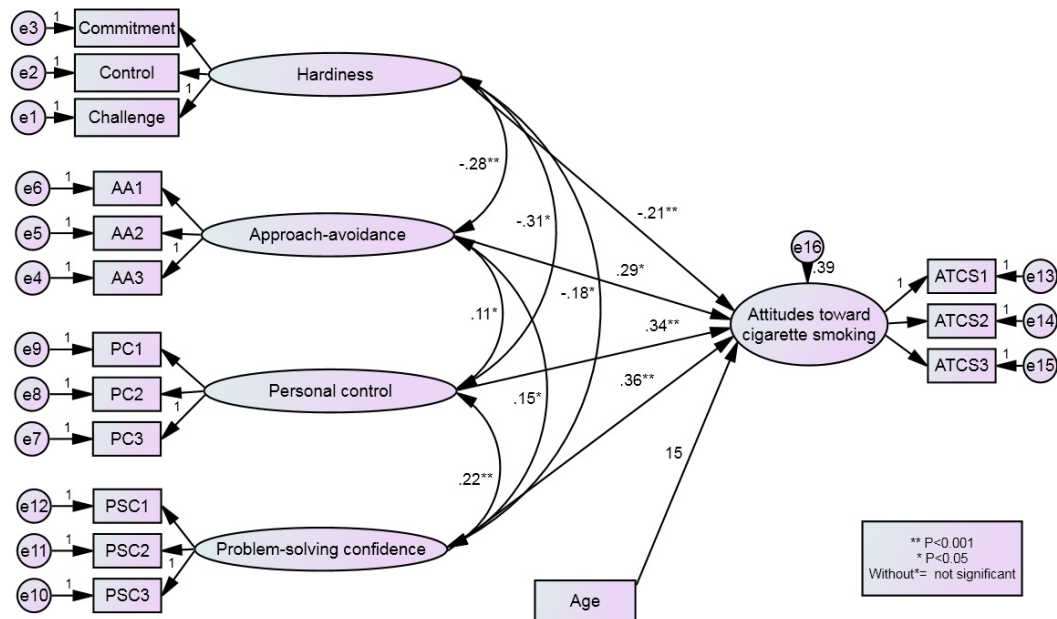 e3
1
Commitment
e2
1
Control
Hardiness
e1
1
Challenge
1
-.28**
e6
1
AA1
e5
1
AA2
Approach-avoidance
e4
1
AA3
1
-.31*
-.21**
.29*
-.18*
.11*
.34**
e16
.39
Attitudes toward
cigarette smoking
1
ATCS1
1
e13
ATCS2
1
e14
ATCS3
1
e15
e9
1
PC1
e8
1
PC2
Personal control
e7
1
PC3
1
.15*
.36**
.22**
15
e12
1
PSC1
e11
1
PSC2
Problem-solving confidence
e10
1
PSC3
1
Age
** P<0.001
* P<0.05
Without*= not significant